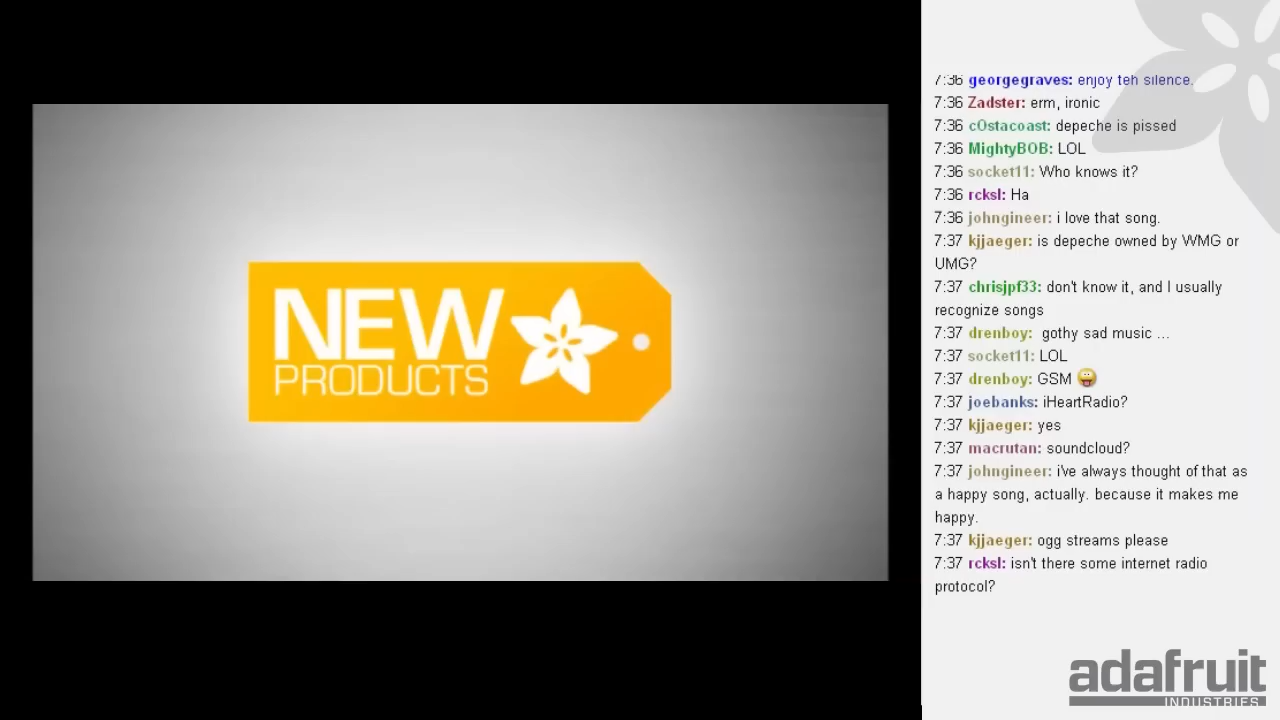 NEW
PRODUCTS
7:36 georgegraves: enjoy teh silence.
7:36 Zadster: erm, ironic
7:36 cOstacoast: depeche is pissed
7:36 MightyBOB: LOL
7:36 socket11: Who knows it?
7:36 rcksl: Ha
7:36 johngineer: i love that song.
7:37 kjjaeger: is depeche owned by WMG or
UMG?
7:37 chrisjpf33: don't know it, and I usually
recognize songs
7:37 drenboy: gothy sad music ...
7:37 socket11: LOL
7:37 drenboy: GSM
7:37 joebanks: iHeartRadio?
7:37 kjjaeger: yes
7:37 macrutan: soundcloud?
7:37 johngineer: i've always thought of that as
a happy song, actually. because it makes me
happy.
7:37 kjjaeger: ogg streams please
7:37 rcksl: isn't there some internet radio
protocol?
adafruit
INDUSTRIES